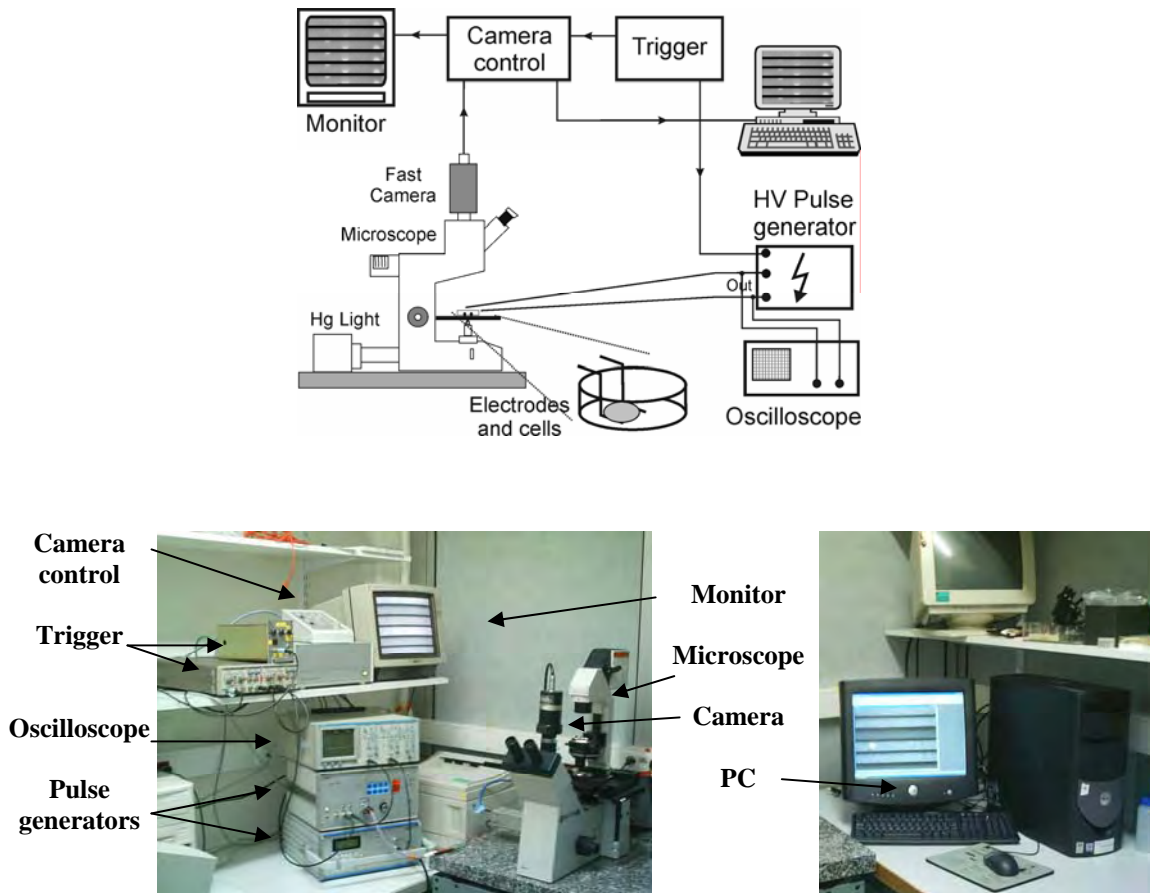 Camera
control
Trigger
Monitor
Fast
Camera
HV Pulse
generator
Microscope
Out
Hg Light
Electrodes
and cells
Oscilloscope
Camera
control
Monitor
Trigger
Microscope
Oscilloscope
Camera
PC
Pulse
generators